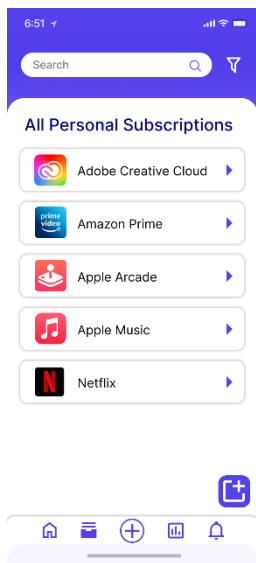 6:51
Search
All Personal Subscriptions
Adobe Creative Cloud
prime
video
Amazon Prime
Apple Arcade
Apple Music
N
Netflix